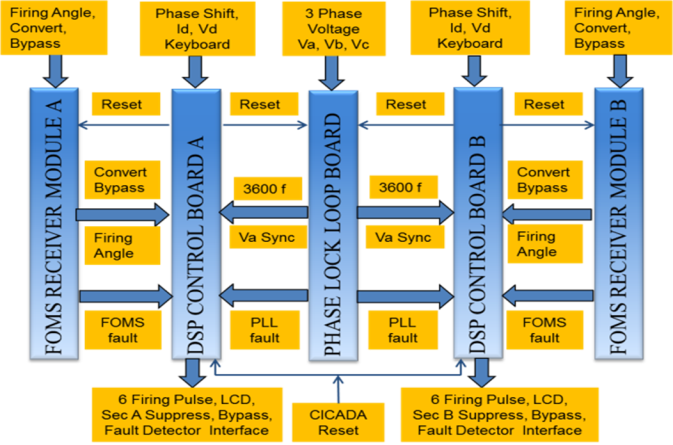 Firing Angle,
Convert,
Bypass
Phase Shift,
Id, Vd
Keyboard
3 Phase
Voltage
Va, Vb, Vc
Phase Shift,
Id, Vd
Keyboard
Firing Angle,
Convert,
Bypass
FOMS RECEIVER MODULE A
DSP CONTROL BOARD A
PHASE LOCK LOOP BOARD
DSP CONTROL BOARD B
FOMS RECEIVER MODULE B
Reset
Reset
Reset
Reset
Convert
Bypass
3600 f
3600 f
Convert
Bypass
Firing
Angle
Va Sync
Va Sync
Firing
Angle
FOMS
fault
PLL
fault
PLL
fault
FOMS
fault
6 Firing Pulse, LCD,
Sec A Suppress, Bypass,
Fault Detector Interface
CICADA
Reset
6 Firing Pulse, LCD,
Sec B Suppress, Bypass,
Fault Detector Interface